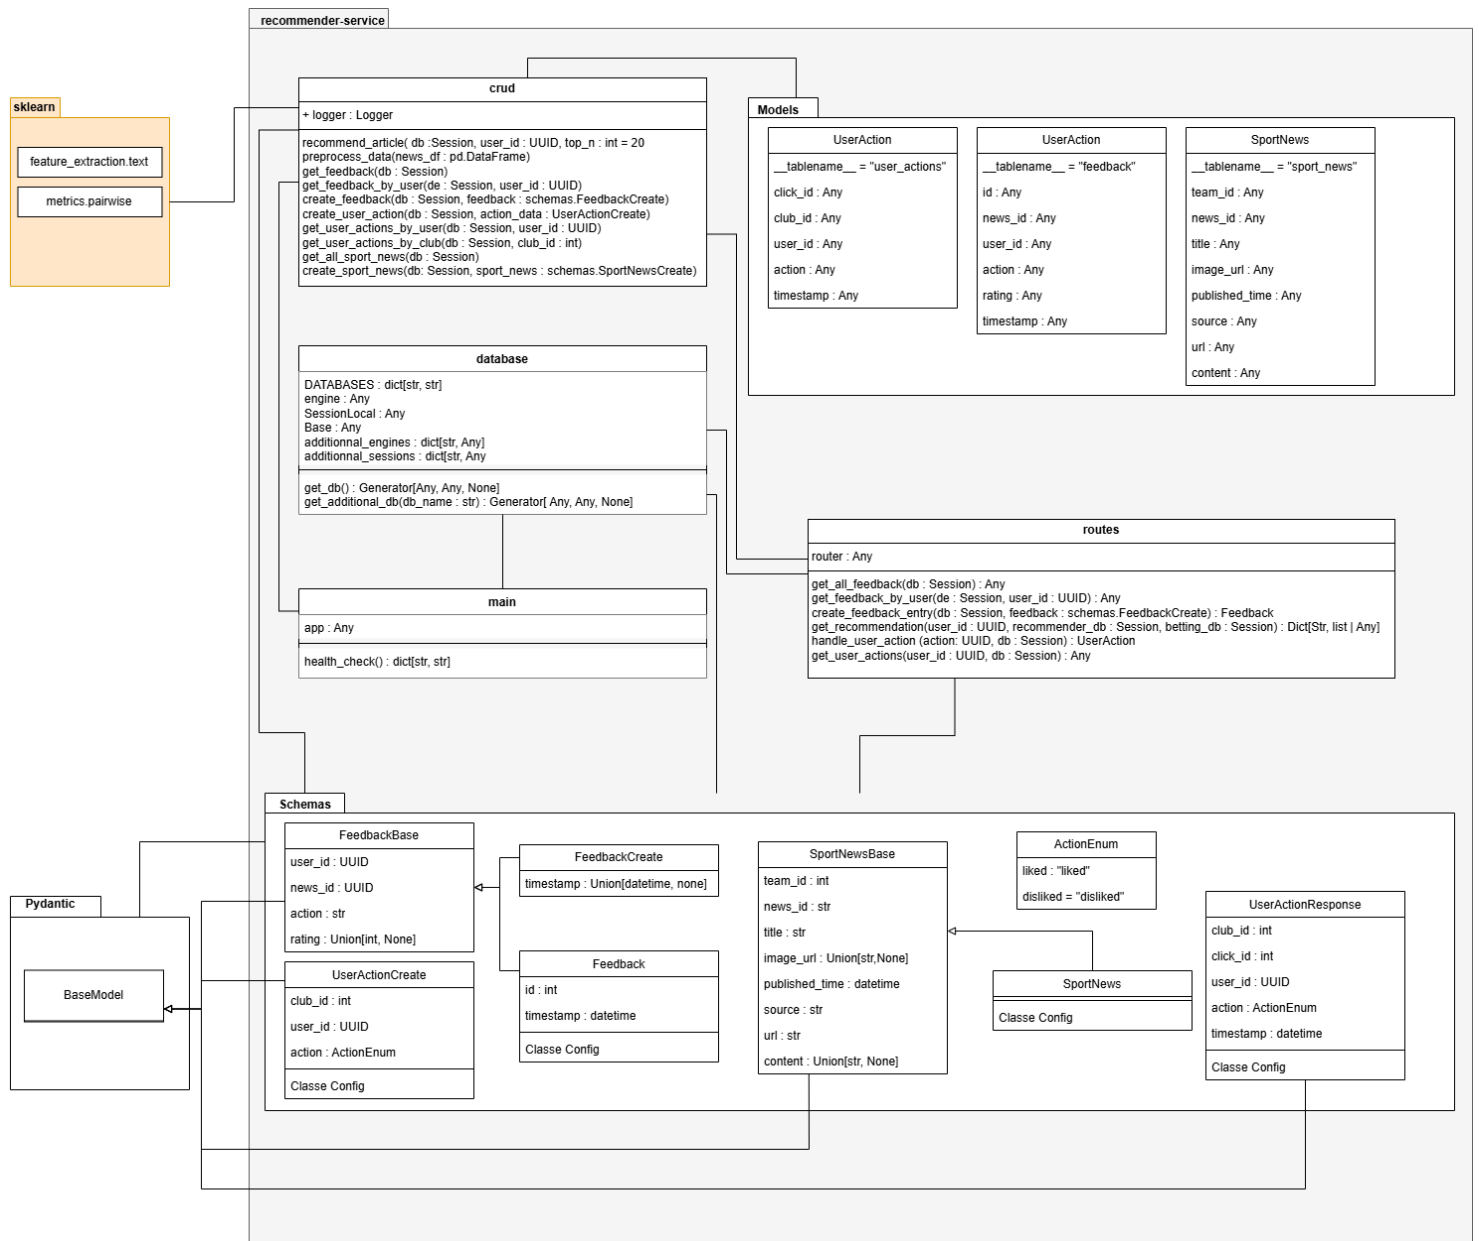 recommender-service
sklearn
feature_extraction.text
metrics.pairwise
crud
+ logger : Logger
recommend_article( db :Session, user_id : UUID, top_n : int = 20
preprocess_data(news_df : pd.DataFrame)
get_feedback(db : Session)
get_feedback_by_user(de : Session, user_id : UUID)
create_feedback(db : Session, feedback : schemas.FeedbackCreate)
create_user_action(db : Session, action_data : UserActionCreate)
get_user_actions_by_user(db : Session, user_id : UUID)
get_user_actions_by_club(db : Session, club_id : int)
get_all_sport_news(db : Session)
create_sport_news(db: Session, sport_news : schemas.SportNewsCreate)
Models
UserAction
__tablename__ = "user_actions"
click_id : Any
club_id : Any
user_id : Any
action : Any
timestamp : Any
UserAction
__tablename__ = "feedback"
id : Any
news_id : Any
user_id : Any
action : Any
rating : Any
timestamp : Any
SportNews
__tablename__ = "sport_news"
team_id : Any
news_id : Any
title : Any
image_url : Any
published_time : Any
source : Any
url : Any
content : Any
database
DATABASES : dict[str, str]
engine : Any
SessionLocal : Any
Base : Any
additionnal_engines : dict[str, Any]
additionnal_sessions : dict[str, Any
get_db() : Generator[Any, Any, None]
get_additional_db(db_name : str) : Generator[ Any, Any, None]
main
app : Any
health_check() : dict[str, str]
routes
router : Any
get_all_feedback(db : Session) : Any
get_feedback_by_user(de : Session, user_id : UUID) : Any
create_feedback_entry(db : Session, feedback : schemas.FeedbackCreate) : Feedback
get_recommendation(user_id : UUID, recommender_db : Session, betting_db : Session) : Dict[Str, list | Any]
handle_user_action (action: UUID, db : Session) : UserAction
get_user_actions(user_id : UUID, db : Session) : Any
Schemas
FeedbackBase
user_id : UUID
news_id : UUID
action : str
rating : Union[int, None]
UserActionCreate
club_id : int
user_id : UUID
action : ActionEnum
Classe Config
FeedbackCreate
timestamp : Union[datetime, none]
Feedback
id : int
timestamp : datetime
Classe Config
SportNewsBase
team_id : int
news_id : str
title : str
image_url : Union[str,None]
published_time : datetime
source : str
url : str
content : Union[str, None]
ActionEnum
liked : "liked"
disliked = "disliked"
SportNews
Classe Config
UserActionResponse
club_id : int
click_id : int
user_id : UUID
action : ActionEnum
timestamp : datetime
Classe Config
Pydantic
BaseModel